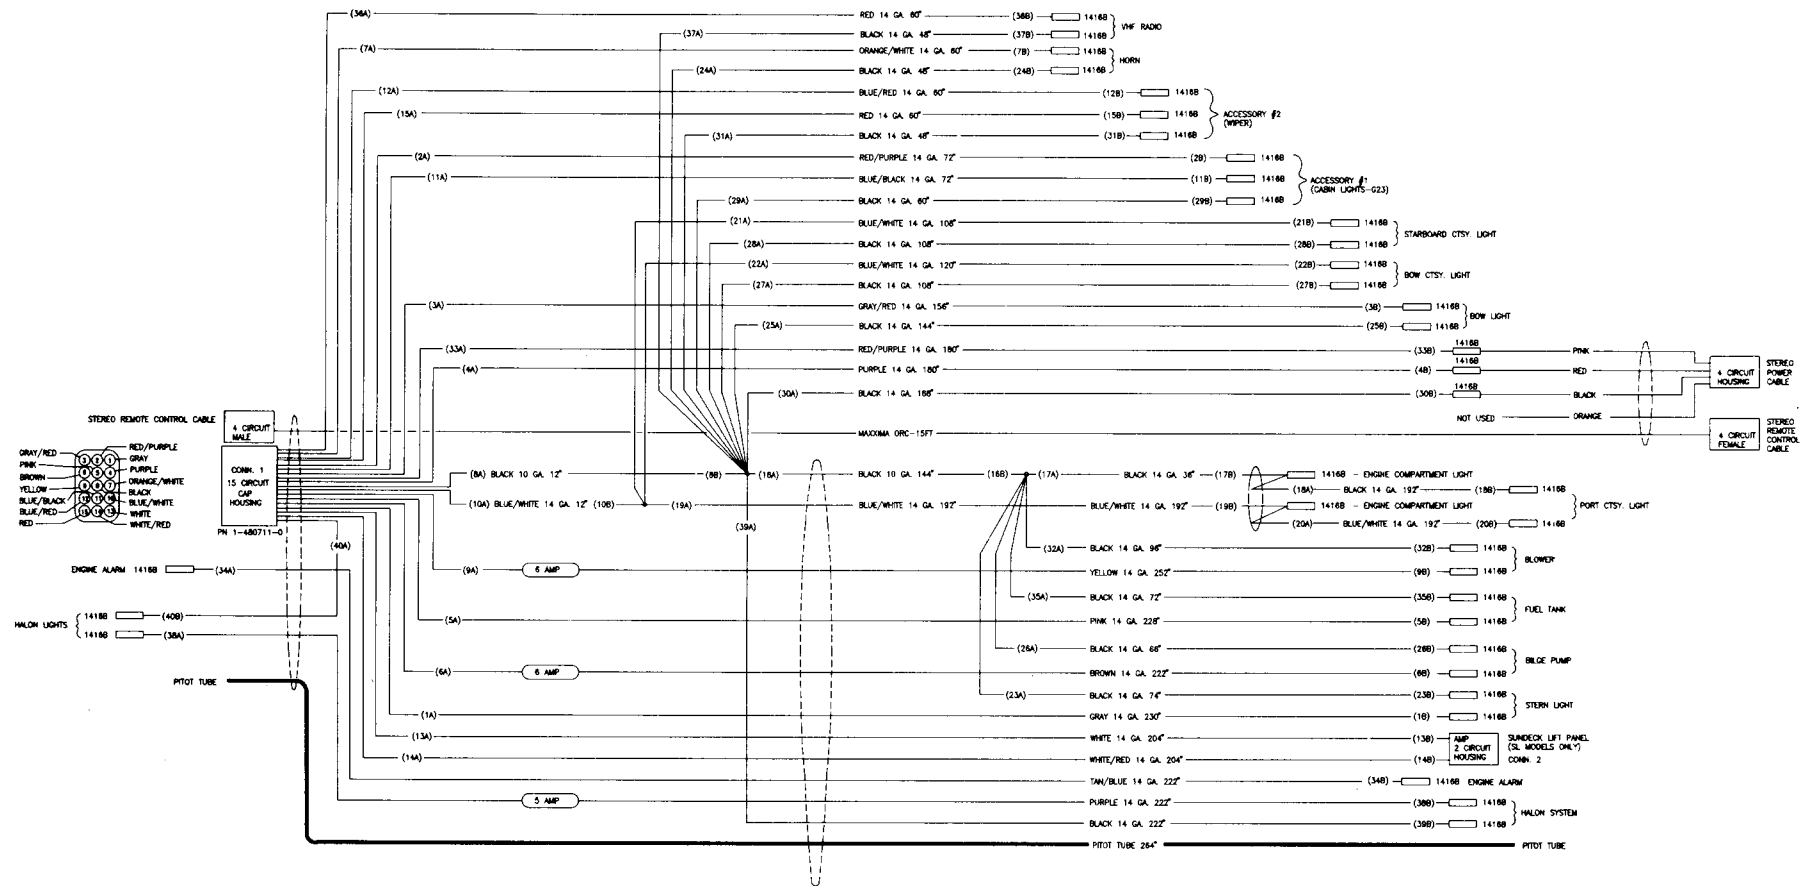 (36A) RED 14 GA. 60" (36B) 1416B
VHF RADIO
(37A) BLACK 14 GA. 48" (37B) 1416B
(7A) ORANGE/WHITE 14 GA. 60" (7B) 1416B
HORN
(24A) BLACK 14 GA. 48" (24B) 1416B
(12A) BLUE/RED 14 GA. 60" (12B) 1416B
(15A) RED 14 GA. 60" (15B) 1416B
ACCESSORY #2
(WIPER)
(31A) BLACK 14 GA. 48" (31B) 1416B
(2A) RED/PURPLE 14 GA. 72" (2B) 1416B
(11A) BLUE/BLACK 14 GA. 72" (11B) 1416B
ACCESSORY #1
(CABIN LIGHTS-G23)
(29A) BLACK 14 GA. 60" (29B) 1416B
(21A) BLUE/WHITE 14 GA. 108" (21B) 1416B
STARBOARD CTSY. LIGHT
(28A) BLACK 14 GA. 108" (28B) 1416B
(22A) BLUE/WHITE 14 GA. 120" (22B) 1416B
BOW CTSY. LIGHT
(27A) BLACK 14 GA. 108" (27B) 1416B
(3A) GRAY/RED 14 GA. 156" (3B) 1416B
BOW LIGHT
(25A) BLACK 14 GA. 144" (25B) 1416B
(33A) RED/PURPLE 14 GA. 180" (33B) 1416B PINK
(4A) PURPLE 14 GA. 180" (4B) 1416B RED
4 CIRCUIT
HOUSING
STEREO
POWER
CABLE
(30A) BLACK 14 GA. 168" (30B) 1416B BLACK
NOT USED ORANGE
STEREO REMOTE CONTROL CABLE
4 CIRCUIT
MALE
MAXXIMA ORC-15FT
4 CIRCUIT
FEMALE
STEREO
REMOTE
CONTROL
CABLE
GRAY/RED
PINK
BROWN
YELLOW
BLUE/BLACK
BLUE/RED
RED
3 2 1
6 5 4
9 8 7
12 11 10
15 14 13
RED/PURPLE
GRAY
PURPLE
ORANGE/WHITE
BLACK
BLUE/WHITE
WHITE
WHITE/RED
CONN. 1
15 CIRCUIT
CAP
HOUSING
PN 1-480711-0
(8A) BLACK 10 GA. 12" (8B) (16A) BLACK 10 GA. 144" (16B) (17A) BLACK 14 GA. 36" (17B) 1416B - ENGINE COMPARTMENT LIGHT
(18A) BLACK 14 GA. 192" (18B) 1416B
(10A) BLUE/WHITE 14 GA. 12" (10B) (19A) BLUE/WHITE 14 GA. 192" BLUE/WHITE 14 GA. 192" (19B) 1416B - ENGINE COMPARTMENT LIGHT
PORT CTSY. LIGHT
(20A) BLUE/WHITE 14 GA. 192" (20B) 1416B
(39A)
(40A)
(32A) BLACK 14 GA. 96" (32B) 1416B
BLOWER
ENGINE ALARM 1416B (34A)
(9A) 6 AMP YELLOW 14 GA. 252" (9B) 1416B
(35A) BLACK 14 GA. 72" (35B) 1416B
FUEL TANK
HALON LIGHTS
1416B (40B)
1416B (38A)
(5A) PINK 14 GA. 228" (5B) 1416B
(26A) BLACK 14 GA. 66" (26B) 1416B
BILGE PUMP
(6A) 6 AMP BROWN 14 GA. 222" (6B) 1416B
PITOT TUBE
(23A) BLACK 14 GA. 74" (23B) 1416B
STERN LIGHT
(1A) GRAY 14 GA. 230" (1B) 1416B
(13A) WHITE 14 GA. 204" (13B)
(14A) WHITE/RED 14 GA. 204" (14B)
AMP
2 CIRCUIT
HOUSING
SUNDECK LIFT PANEL
(SL MODELS ONLY)
CONN. 2
TAN/BLUE 14 GA. 222" (34B) 1416B ENGINE ALARM
5 AMP PURPLE 14 GA. 222" (38B) 1416B
HALON SYSTEM
BLACK 14 GA. 222" (39B) 1416B
PITOT TUBE 264" PITOT TUBE